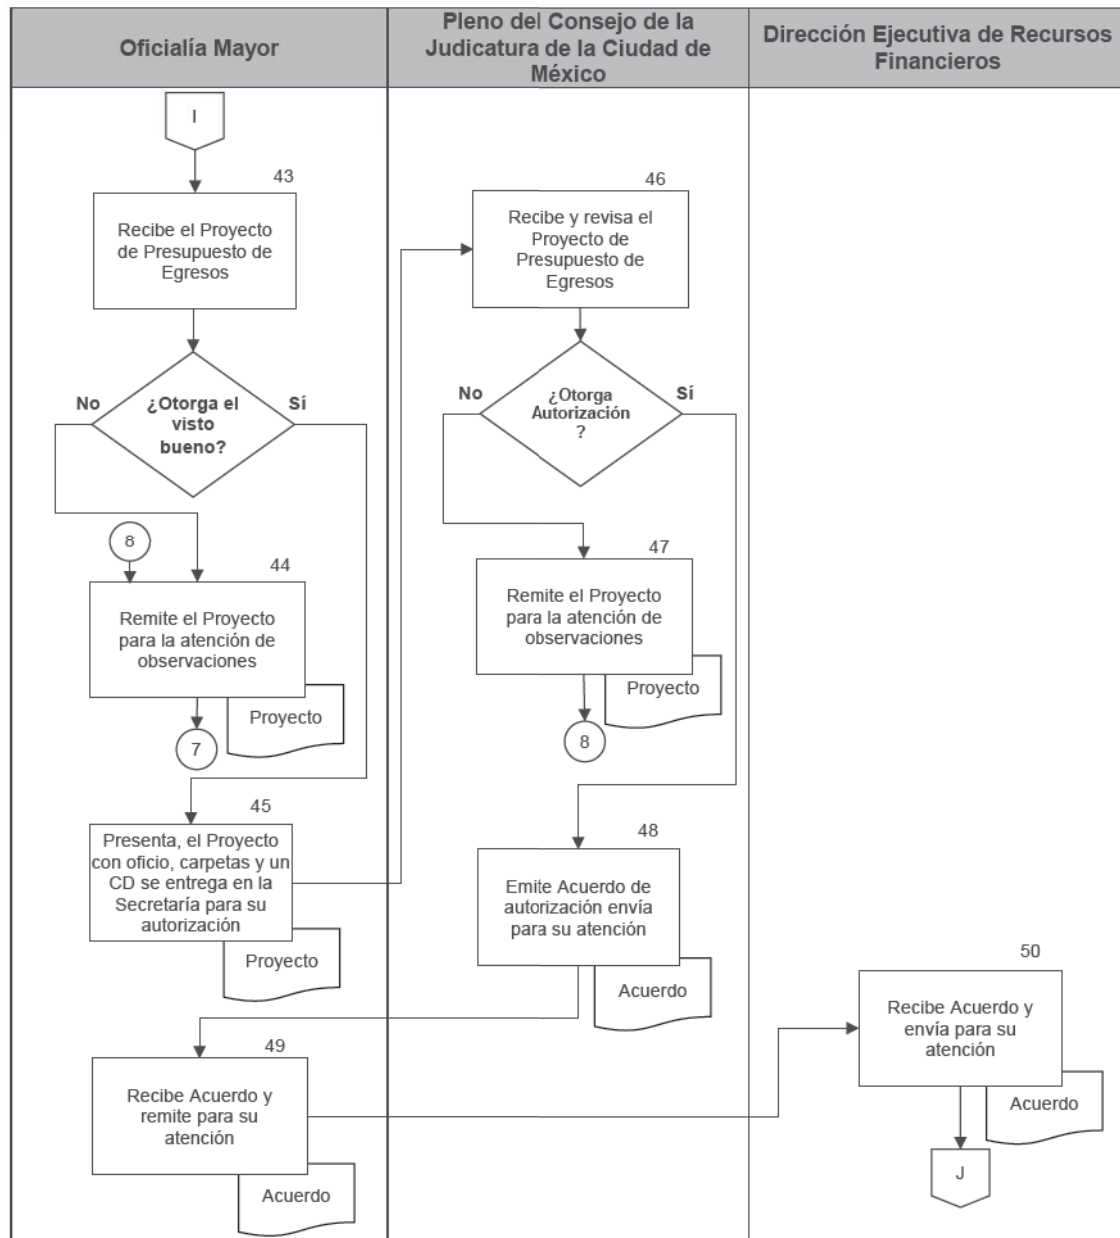 Oficialía Mayor
Pleno del Consejo de la
Judicatura de la Ciudad de
México
Dirección Ejecutiva de Recursos
Financieros
I
43
Recibe el Proyecto
de Presupuesto de
Egresos
No
¿Otorga el
visto
bueno?
Sí
8
44
Remite el Proyecto
para la atención de
observaciones
Proyecto
7
45
Presenta, el Proyecto
con oficio, carpetas y un
CD se entrega en la
Secretaría para su
autorización
Proyecto
46
Recibe y revisa el
Proyecto de
Presupuesto de
Egresos
No
¿Otorga
Autorización
?
Sí
47
Remite el Proyecto
para la atención de
observaciones
Proyecto
8
48
Emite Acuerdo de
autorización envía
para su atención
Acuerdo
49
Recibe Acuerdo y
remite para su
atención
Acuerdo
50
Recibe Acuerdo y
envía para su
atención
Acuerdo
J